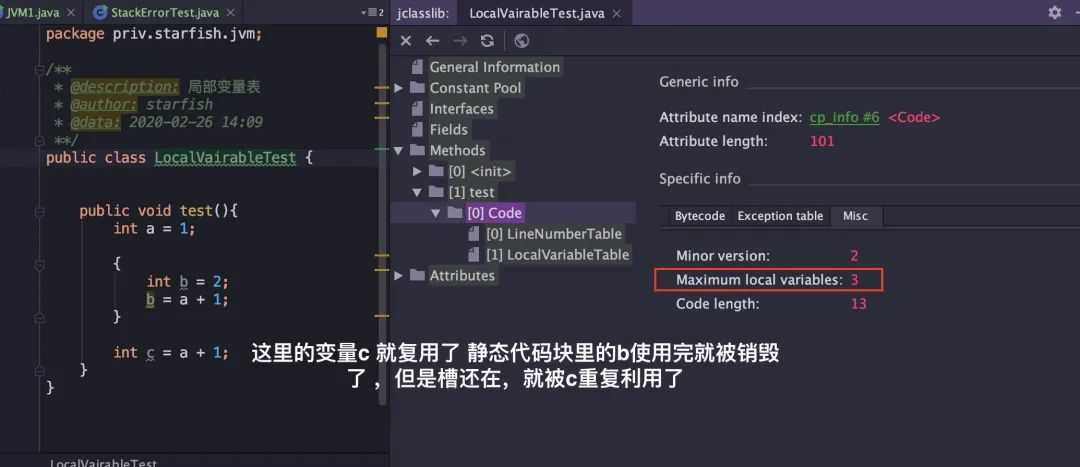 JVM1.java
StackErrorTest.java
2
jclasslib:
LocalVairableTest.java
package priv.starfish.jvm;
/**
* @description: 局部变量表
* @author: starfish
* @data: 2020-02-26 14:09
**/
public class LocalVairableTest {
public void test(){
int a = 1;
{
int b = 2;
b = a + 1;
}
int c = a + 1;
}
}
LocalVairableTest
General Information
Constant Pool
Interfaces
Fields
Methods
[0] <init>
[1] test
[0] Code
[0] LineNumberTable
[1] LocalVariableTable
Attributes
Generic info
Attribute name index: cp_info #6 <Code>
Attribute length: 101
Specific info
Bytecode Exception table Misc
Minor version: 2
Maximum local variables: 3
Code length: 13
这里的变量c 就复用了 静态代码块里的b使用完就被销毁
了 ，但是槽还在，就被c重复利用了